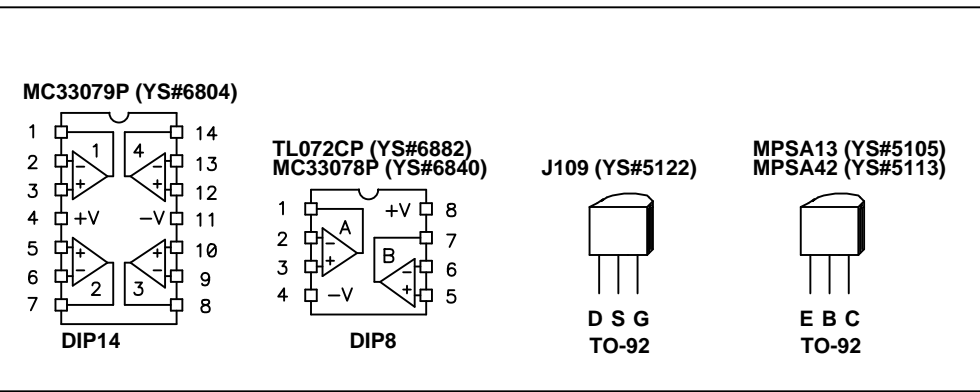 MC33079P (YS#6804)
1 14
1 4
2 - - 13
3 + + 12
4 +V -V 11
5 + + 10
6 - - 9
2 3
7 8
DIP14
TL072CP (YS#6882)
MC33078P (YS#6840)
1 +V 8
A
2 - 7
B
3 + - 6
4 -V + 5
DIP8
J109 (YS#5122)
D S G
TO-92
MPSA13 (YS#5105)
MPSA42 (YS#5113)
E B C
TO-92